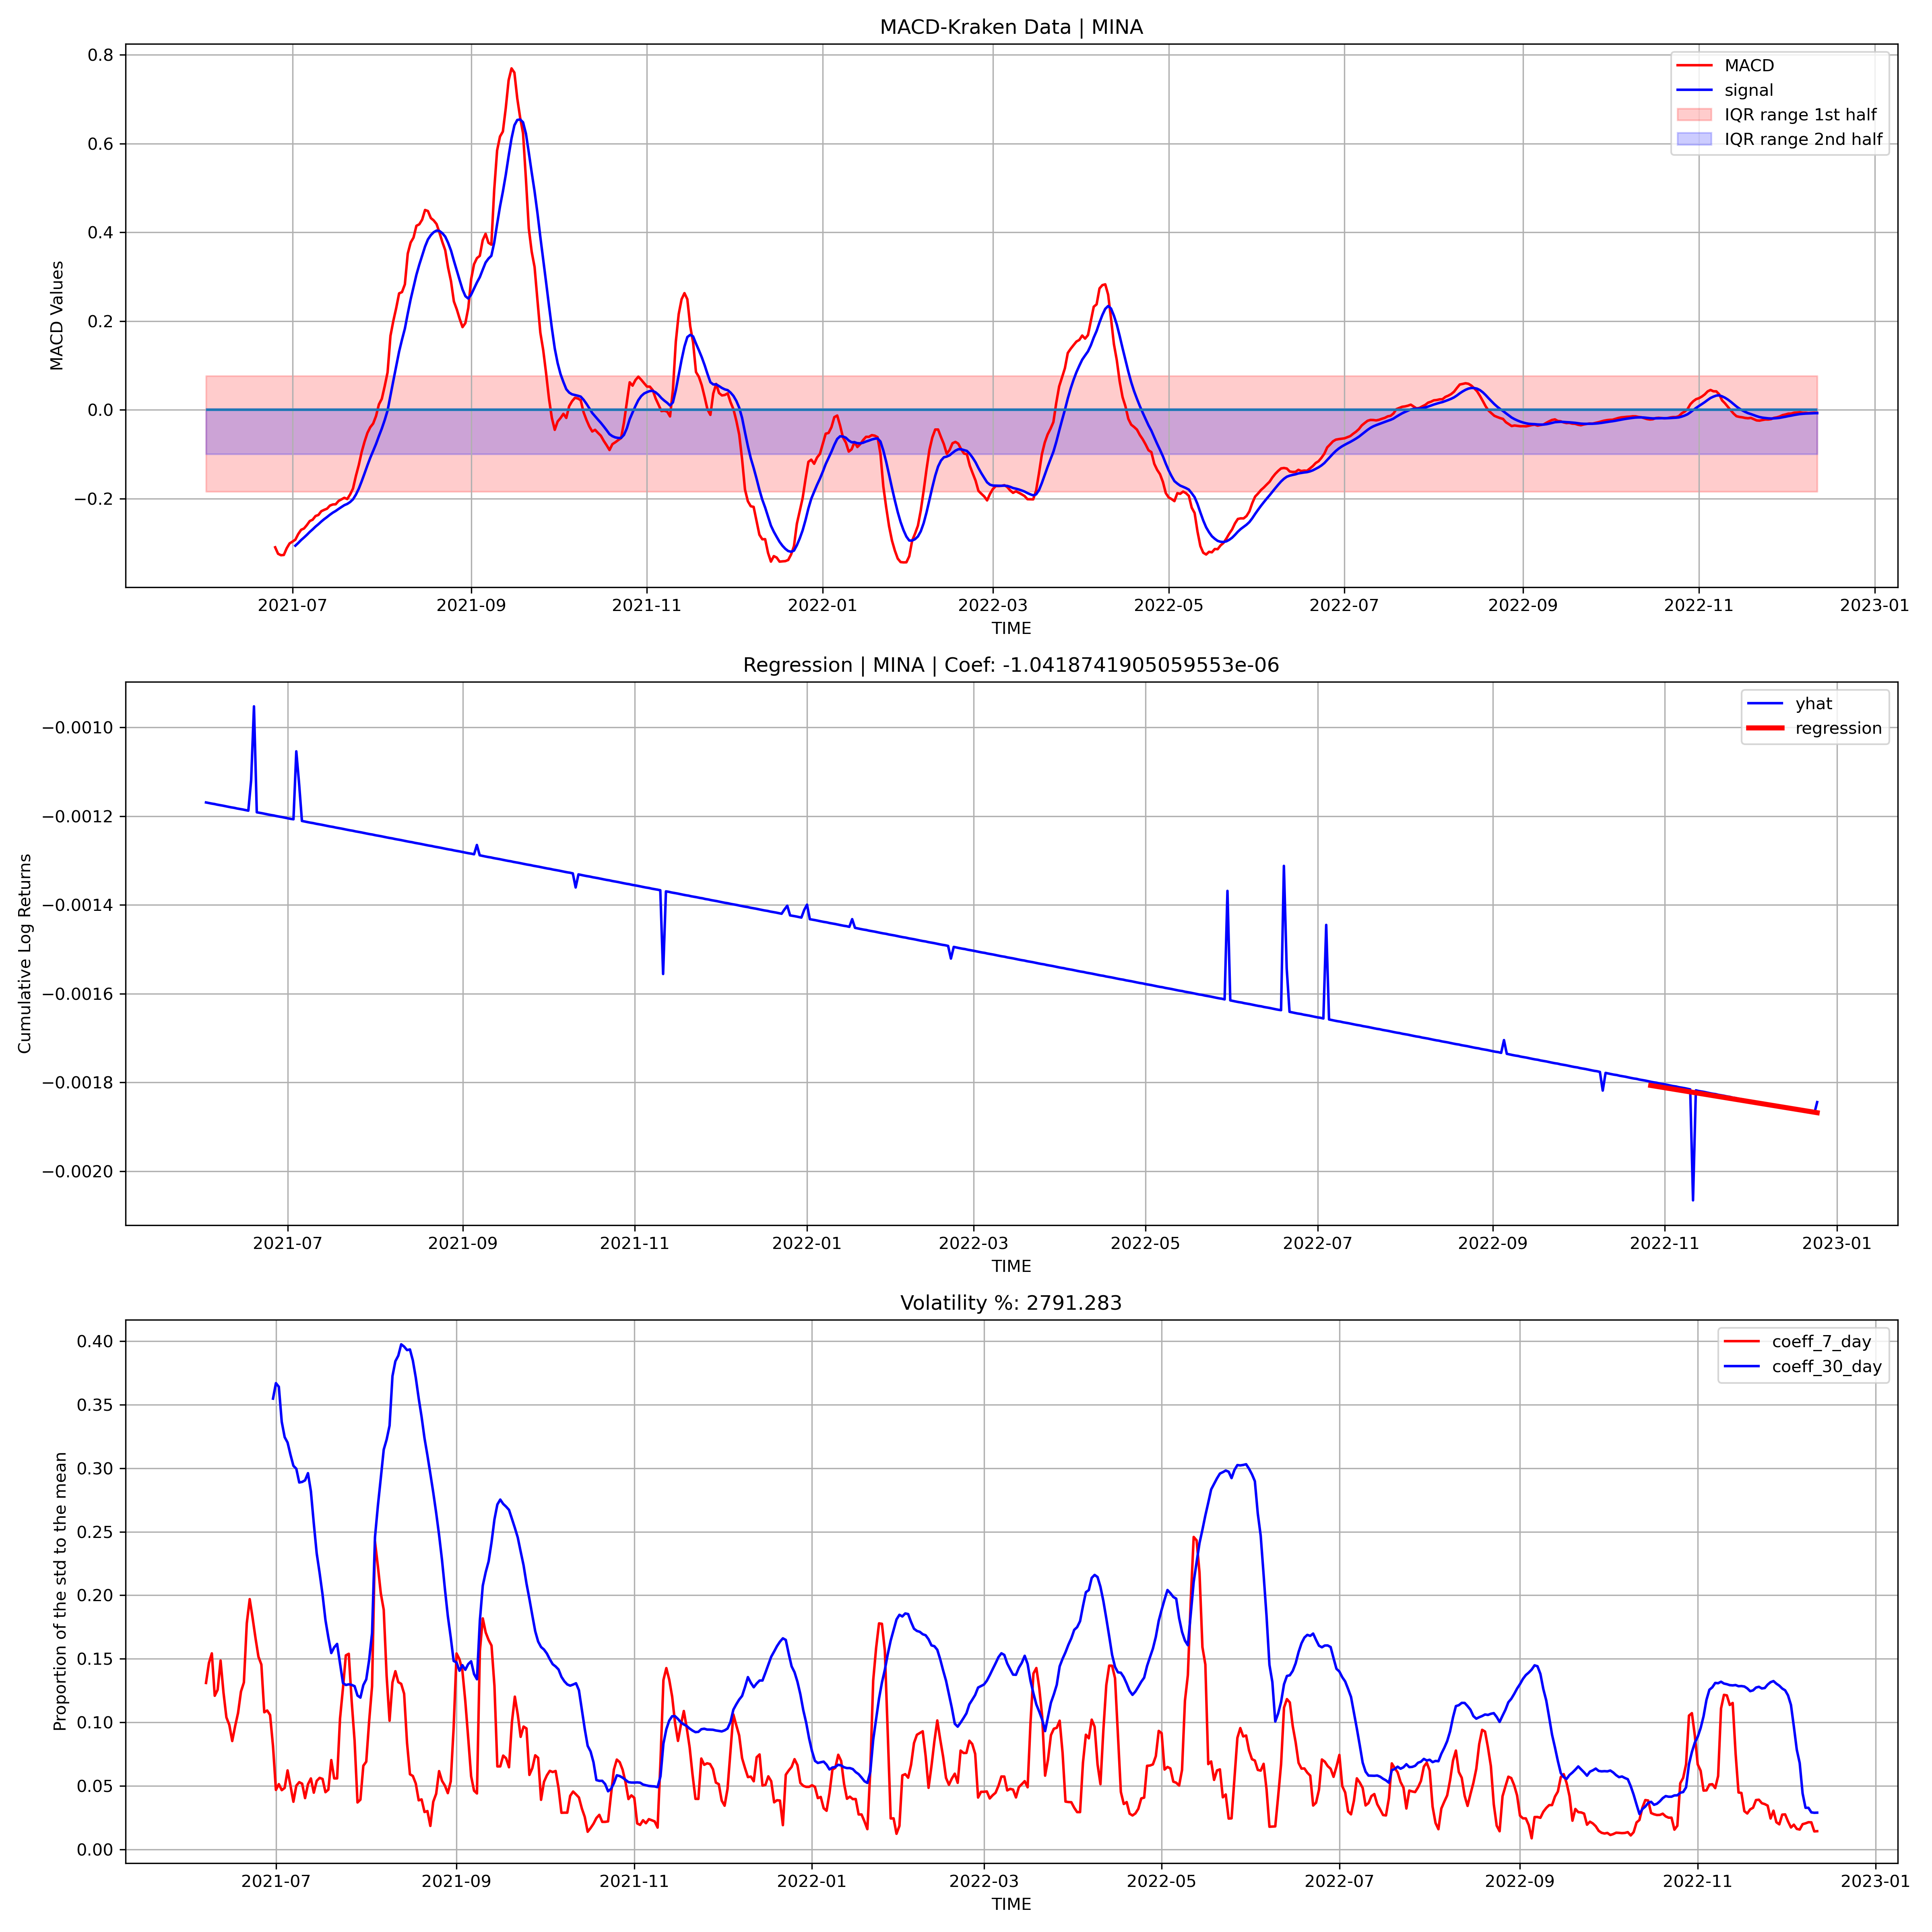 MACD-Kraken Data | MINA
MACD
signal
IQR range 1st half
IQR range 2nd half
MACD Values
0.8
0.6
0.4
0.2
0.0
−0.2
2021-07 2021-09 2021-11 2022-01 2022-03 2022-05 2022-07 2022-09 2022-11 2023-01
TIME
Regression | MINA | Coef: -1.0418741905059553e-06
yhat
regression
Cumulative Log Returns
−0.0010
−0.0012
−0.0014
−0.0016
−0.0018
−0.0020
2021-07 2021-09 2021-11 2022-01 2022-03 2022-05 2022-07 2022-09 2022-11 2023-01
TIME
Volatility %: 2791.283
coeff_7_day
coeff_30_day
Proportion of the std to the mean
0.40
0.35
0.30
0.25
0.20
0.15
0.10
0.05
0.00
2021-07 2021-09 2021-11 2022-01 2022-03 2022-05 2022-07 2022-09 2022-11 2023-01
TIME